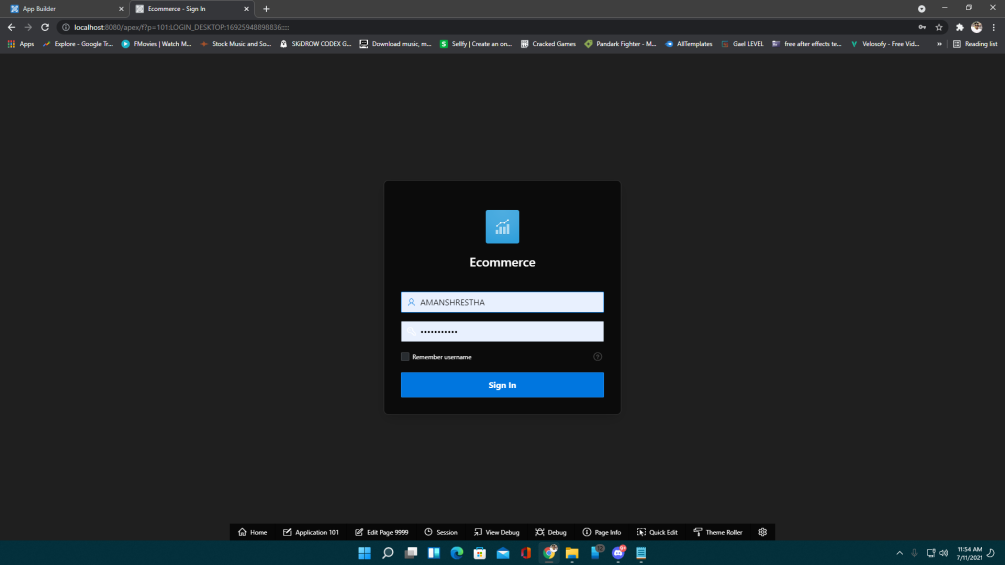 App Builder
Ecommerce - Sign In
localhost:8080/apex/f?p=101:LOGIN_DESKTOP:16925948898836:::::
Apps
Explore - Google Tr...
FMovies | Watch M...
Stock Music and So...
SIGDROW CODEX G...
Download music, m...
Sellfy | Create an on...
Cracked Games
Pandark Fighter - M...
AllTemplates
Gael LEVEL
free after effects te...
Velosofy - Free Vid...
»
Reading list
Ecommerce
AMANSHRESTHA
•••••••••••
Remember username
Sign In
Home
Application 101
Edit Page 9999
Session
View Debug
Debug
Page Info
Quick Edit
Theme Roller
11:54 AM
7/11/2021